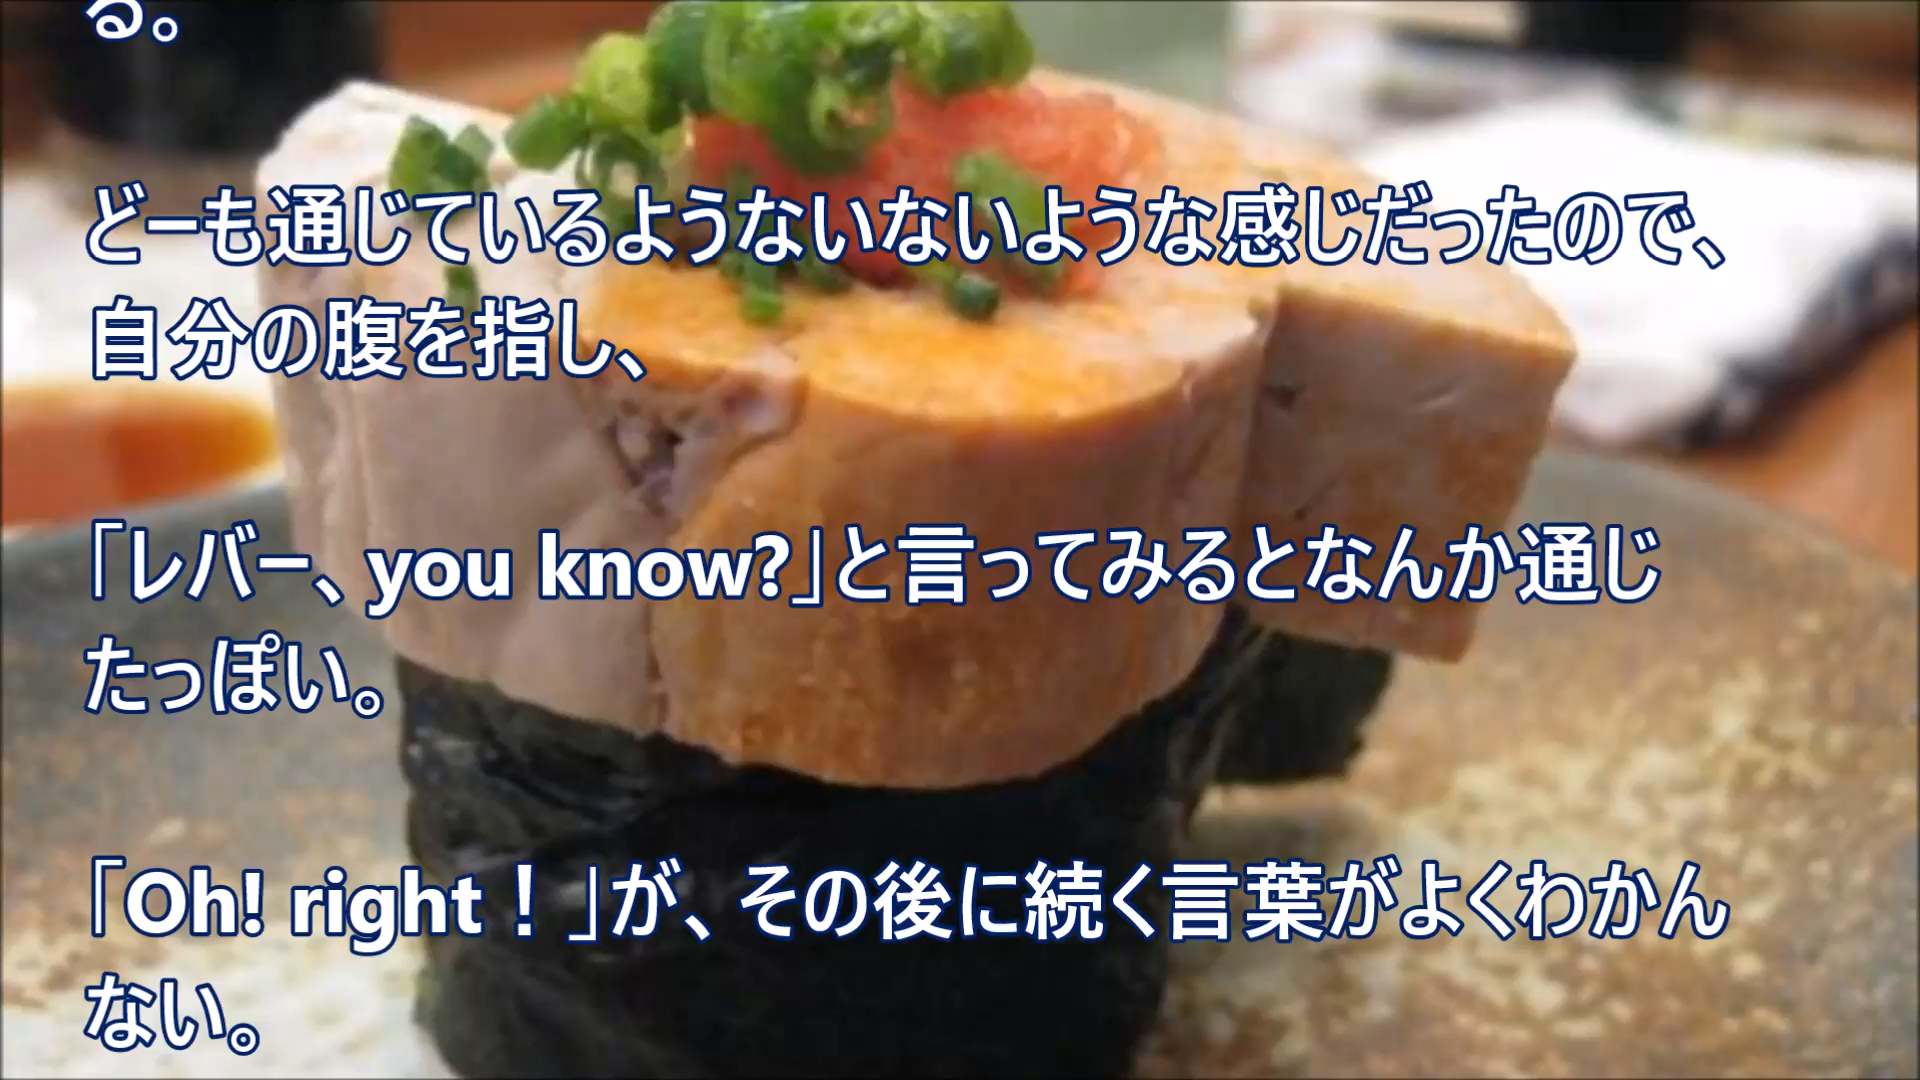 る。
どーも通じているようないないような感じだったので、
自分の腹を指し、
「レバー、you know?」と言ってみるとなんか通じ
たっぽい。
「Oh! right！」が、その後に続く言葉がよくわかん
ない。